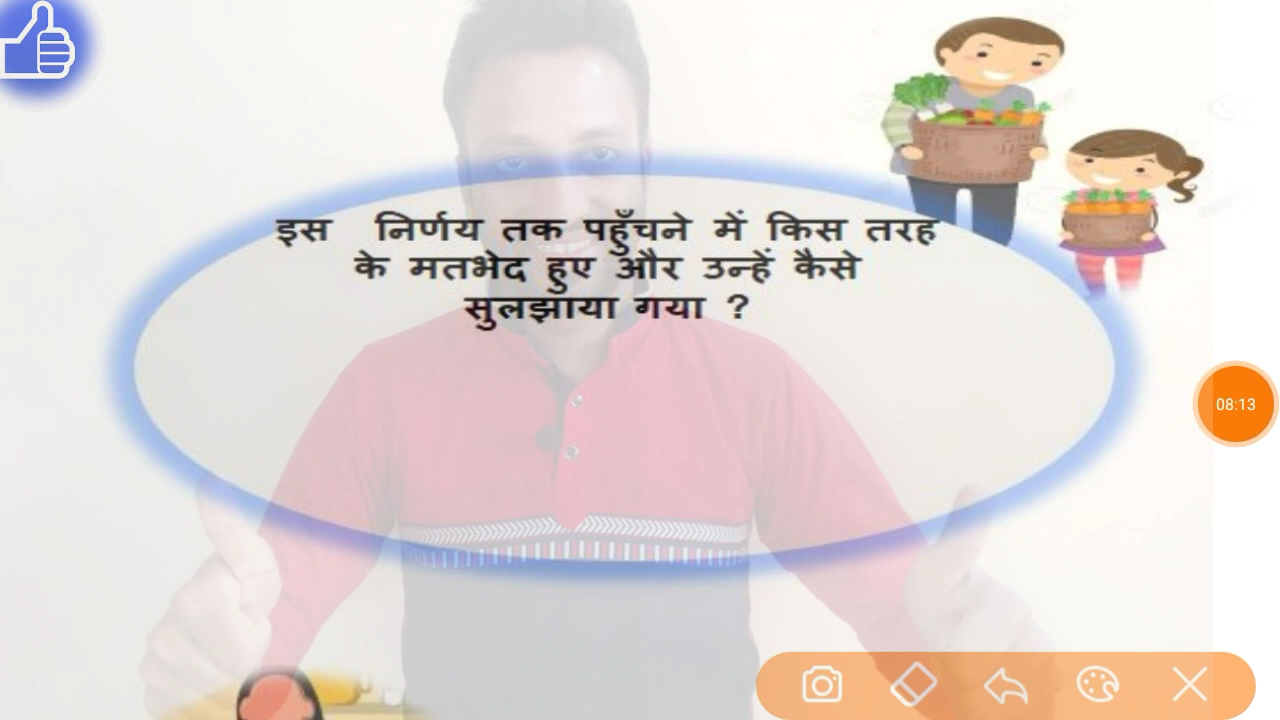 इस निर्णय तक पहुँचने में किस तरह
के मतभेद हुए और उन्हें कैसे
सुलझाया गया ?
08:13